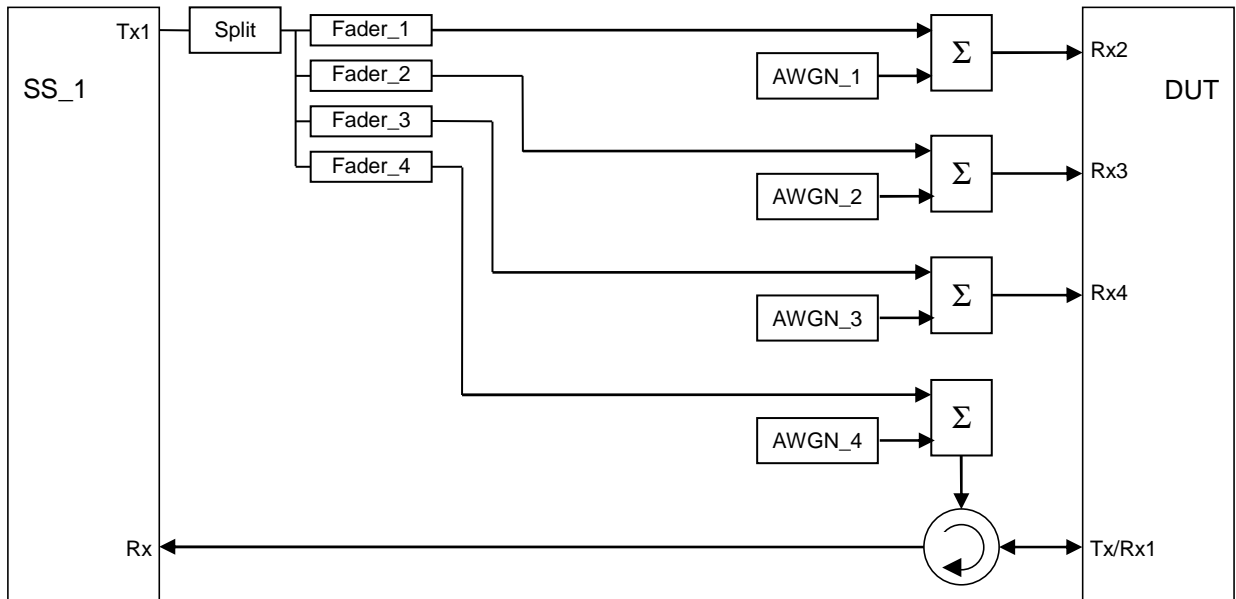 Tx1
Split
Fader_1
Fader_2
Fader_3
Fader_4
SS_1
DUT
Σ
Rx2
AWGN_1
Σ
Rx3
AWGN_2
Σ
Rx4
AWGN_3
Σ
AWGN_4
Rx
Tx/Rx1